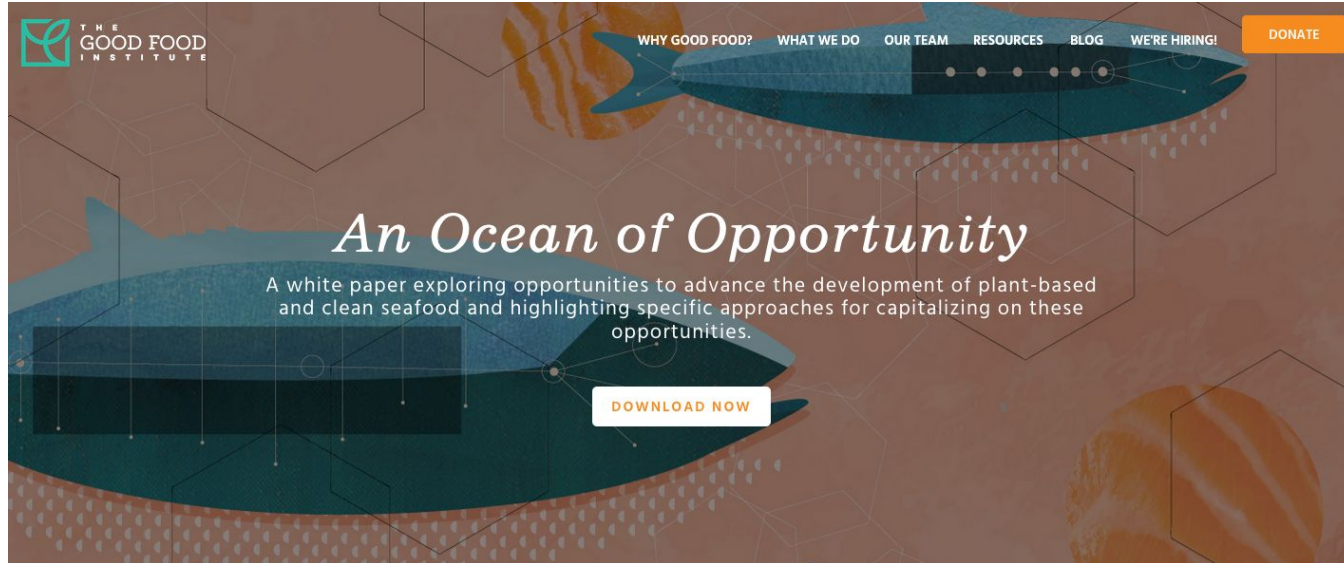 THE
GOOD FOOD
INSTITUTE
WHY GOOD FOOD? WHAT WE DO OUR TEAM RESOURCES BLOG WE'RE HIRING! DONATE
An Ocean of Opportunity
A white paper exploring opportunities to advance the development of plant-based
and clean seafood and highlighting specific approaches for capitalizing on these
opportunities.
DOWNLOAD NOW